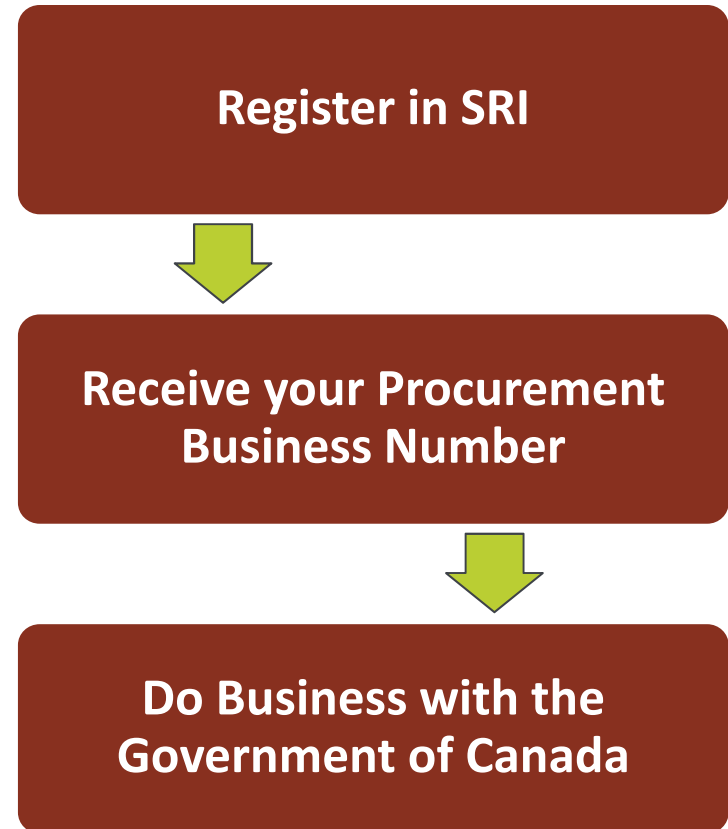 Register in SRI
Receive your Procurement
Business Number
Do Business with the
Government of Canada